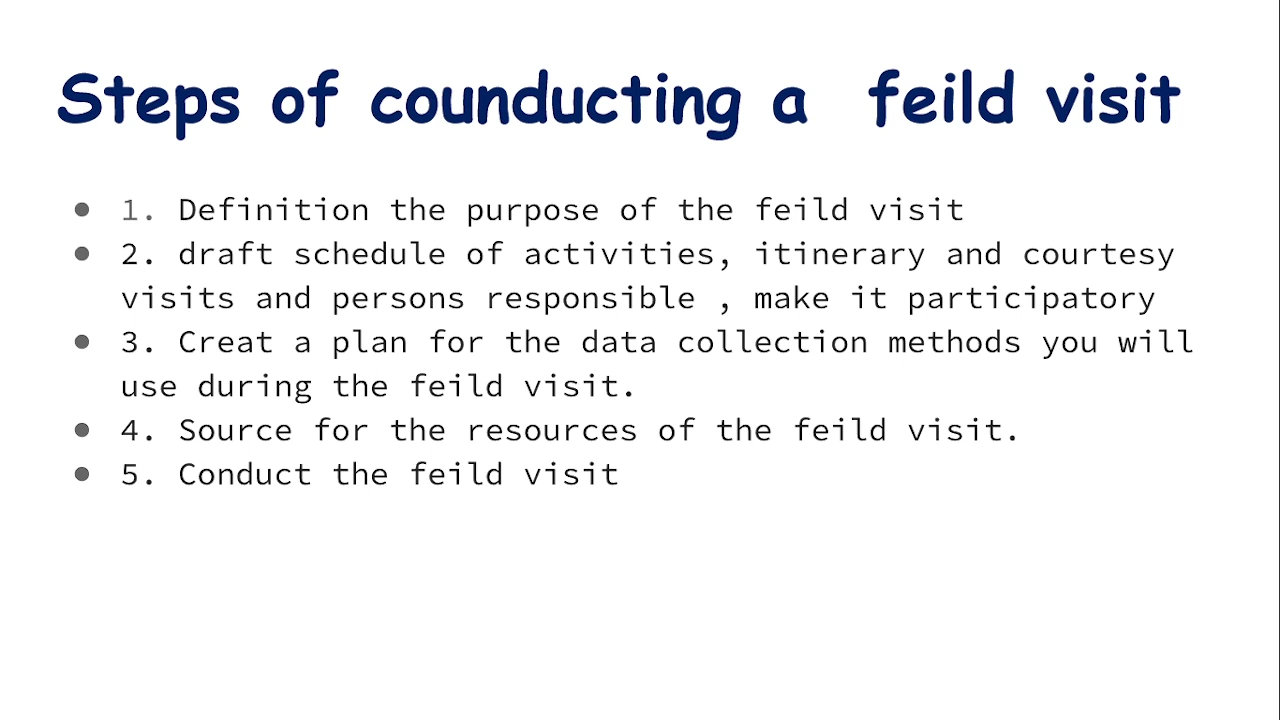 Steps of counducting a  feild visit
● 1. Definition the purpose of the feild visit
● 2. draft schedule of activities, itinerary and courtesy
visits and persons responsible , make it participatory
● 3. Creat a plan for the data collection methods you will
use during the feild visit.
● 4. Source for the resources of the feild visit.
● 5. Conduct the feild visit